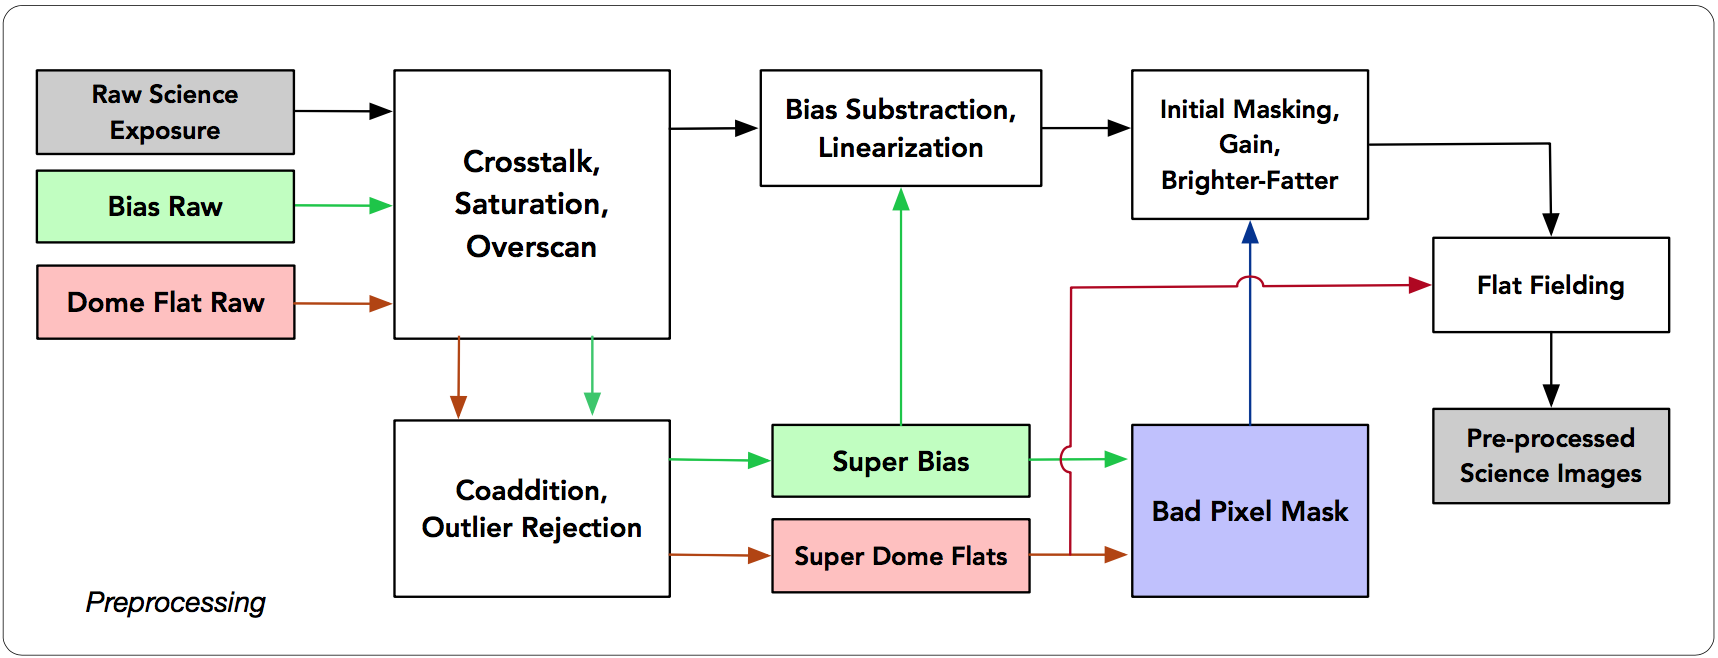 Raw Science
Exposure
Bias Raw
Dome Flat Raw
Crosstalk,
Saturation,
Overscan
Bias Substraction,
Linearization
Initial Masking,
Gain,
Brighter-Fatter
Flat Fielding
Pre-processed
Science Images
Coaddition,
Outlier Rejection
Super Bias
Super Dome Flats
Bad Pixel Mask
Preprocessing